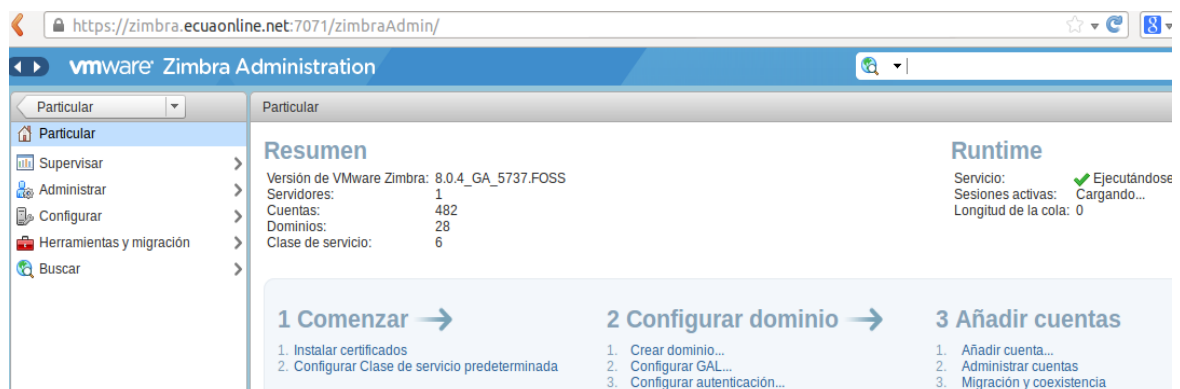 https://zimbra.ecuaonline.net:7071/zimbraAdmin/
vmware Zimbra Administration
Particular
Particular
Particular
Supervisar
Administrar
Configurar
Herramientas y migración
Buscar
Resumen
Versión de VMware Zimbra: 8.0.4_GA_5737.FOSS
Servidores: 1
Cuentas: 482
Dominios: 28
Clase de servicio: 6
Runtime
Servicio: Ejecutándose
Sesiones activas: Cargando...
Longitud de la cola: 0
1 Comenzar
1. Instalar certificados
2. Configurar Clase de servicio predeterminada
2 Configurar dominio
1. Crear dominio...
2. Configurar GAL...
3. Configurar autenticación...
3 Añadir cuentas
1. Añadir cuenta...
2. Administrar cuentas
3. Migración y coexistencia